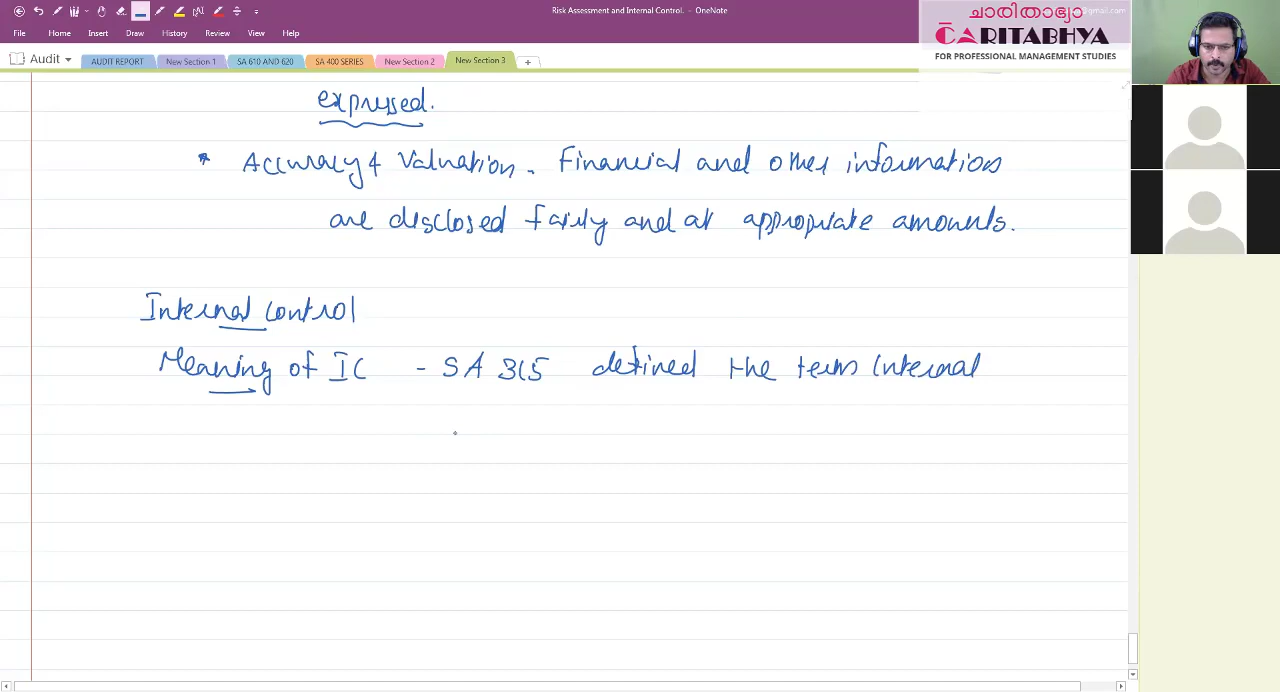 Risk Assessment and Internal Control. - OneNote
@gmail.com
ചാരിതാഭ്യാ
CARITABHYA
FOR PROFESSIONAL MANAGEMENT STUDIES
File Home Insert Draw History Review View Help
Audit
AUDIT REPORT New Section 1 SA 610 AND 620 SA 400 SERIES New Section 2 New Section 3 +
expressed.
* Accuracy & Valuation - Financial and other information
are disclosed fairly and at appropriate amounts.
Internal control
Meaning of IC - SA 315 defined the term internal